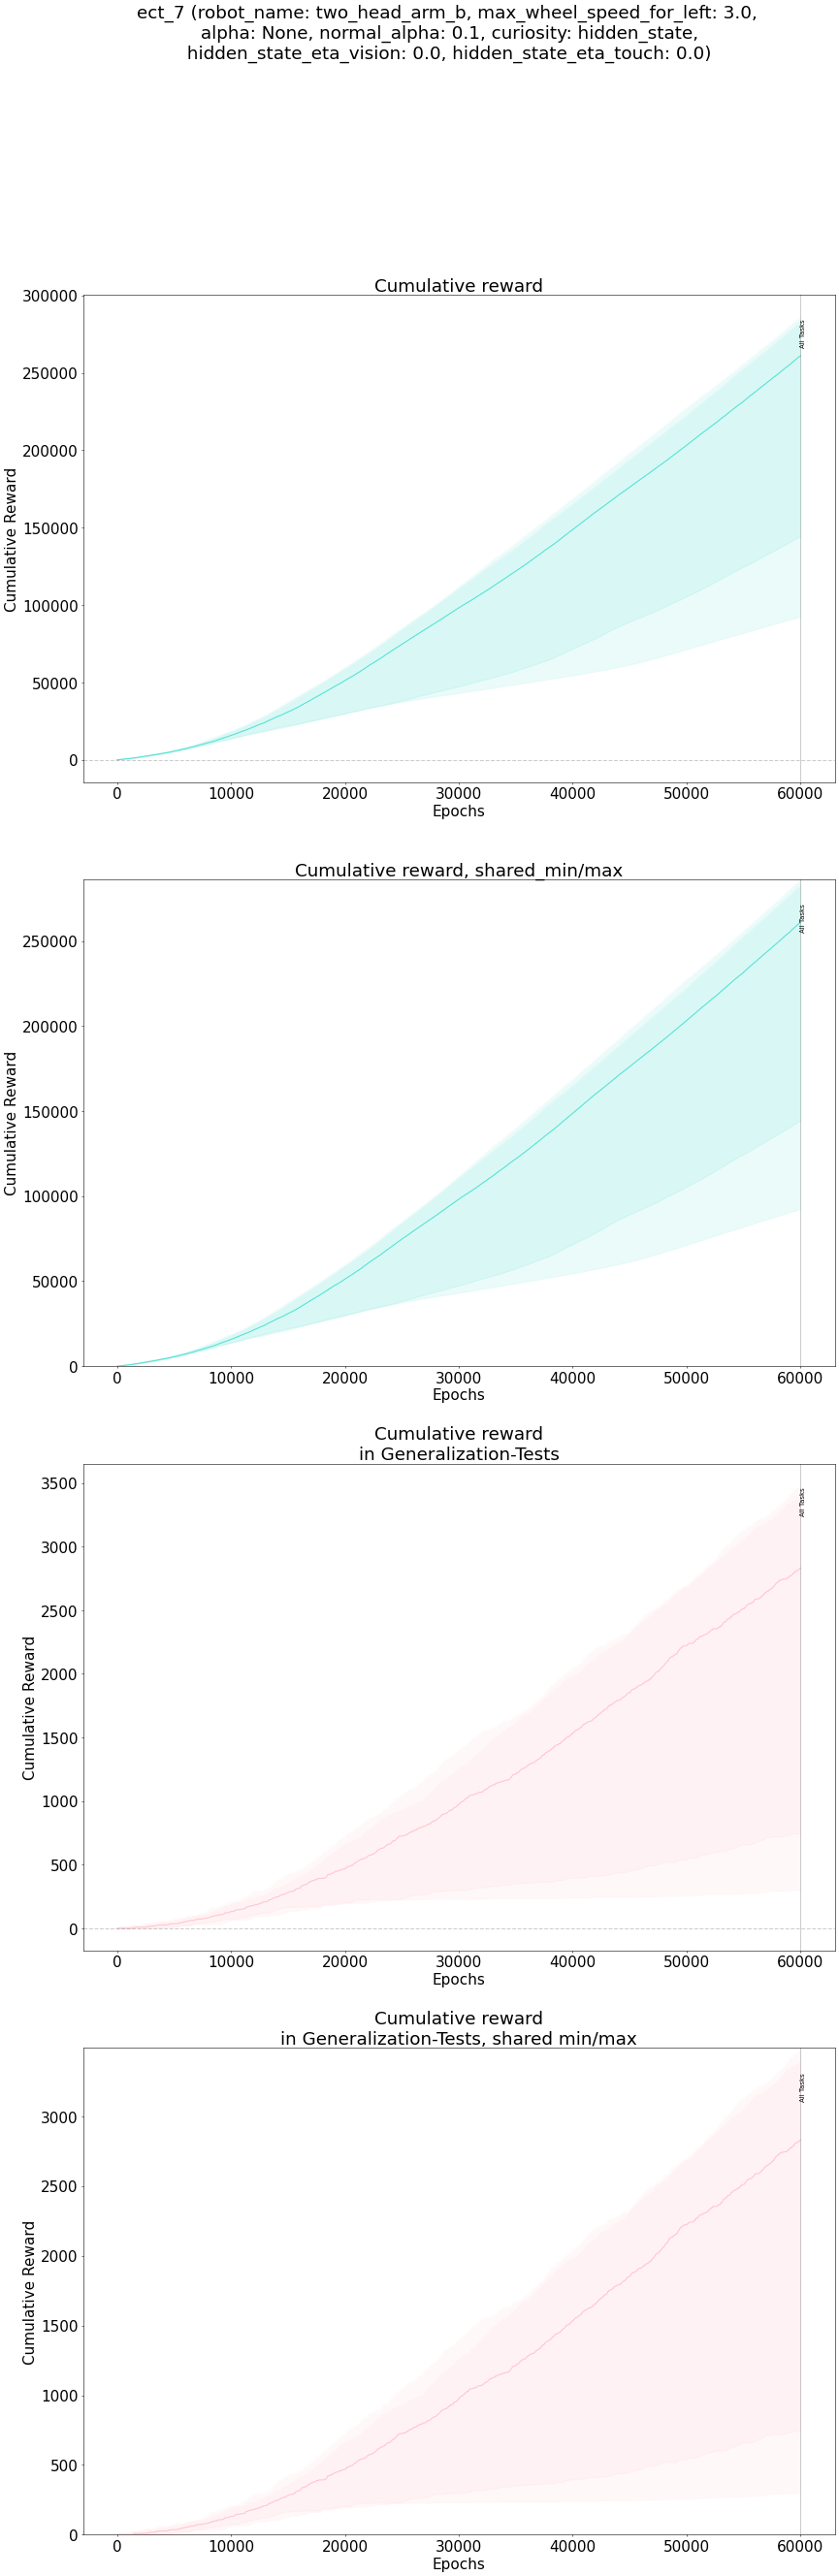 ect_7 (robot_name: two_head_arm_b, max_wheel_speed_for_left: 3.0,
alpha: None, normal_alpha: 0.1, curiosity: hidden_state,
hidden_state_eta_vision: 0.0, hidden_state_eta_touch: 0.0)
Cumulative reward
300000
250000
200000
150000
100000
50000
0
Cumulative Reward
All Tasks
0 10000 20000 30000 40000 50000 60000
Epochs
Cumulative reward, shared_min/max
250000
200000
150000
100000
50000
0
Cumulative Reward
All Tasks
0 10000 20000 30000 40000 50000 60000
Epochs
Cumulative reward
in Generalization-Tests
3500
3000
2500
2000
1500
1000
500
0
Cumulative Reward
All Tasks
0 10000 20000 30000 40000 50000 60000
Epochs
Cumulative reward
in Generalization-Tests, shared min/max
3000
2500
2000
1500
1000
500
0
Cumulative Reward
All Tasks
0 10000 20000 30000 40000 50000 60000
Epochs